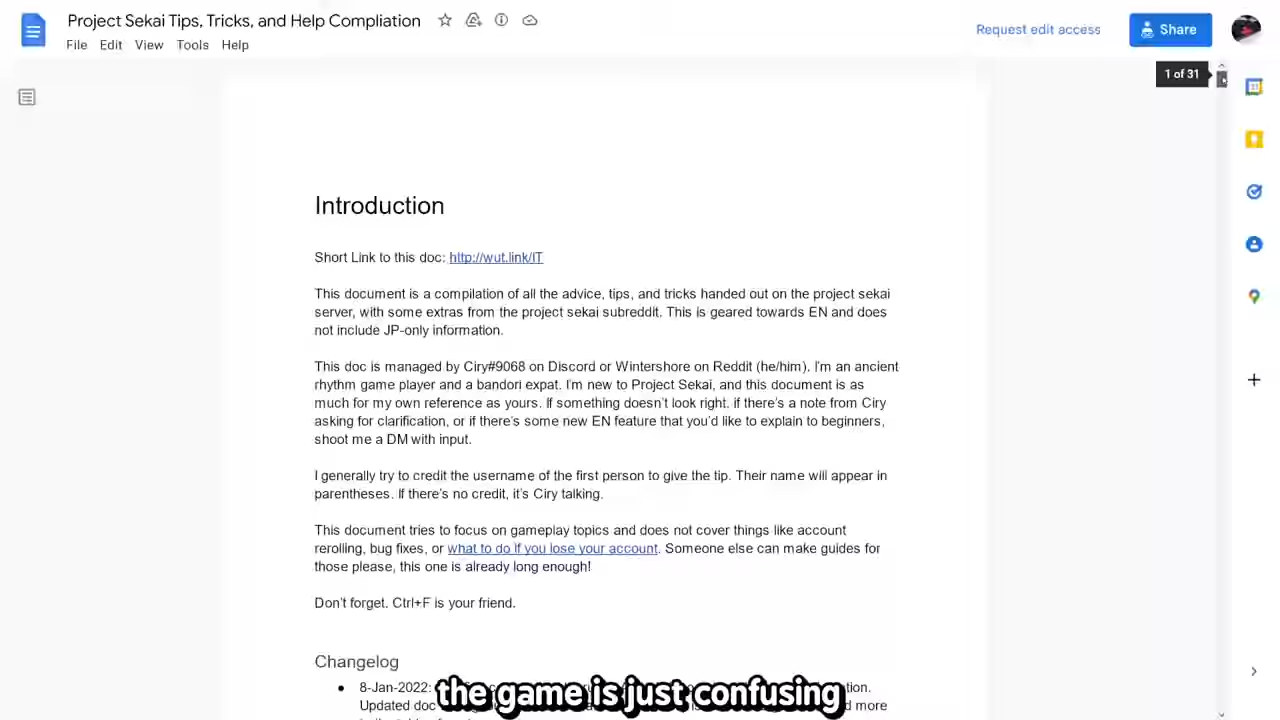 Project Sekai Tips, Tricks, and Help Compliation
File Edit View Tools Help
Request edit access
Share
1 of 31
Introduction
Short Link to this doc: http://wut.link/IT
This document is a compilation of all the advice, tips, and tricks handed out on the project sekai
server, with some extras from the project sekai subreddit. This is geared towards EN and does
not include JP-only information.
This doc is managed by Ciry#9068 on Discord or Wintershore on Reddit (he/him). I'm an ancient
rhythm game player and a bandori expat. I'm new to Project Sekai, and this document is as
much for my own reference as yours. If something doesn't look right. if there's a note from Ciry
asking for clarification, or if there's some new EN feature that you'd like to explain to beginners,
shoot me a DM with input.
I generally try to credit the username of the first person to give the tip. Their name will appear in
parentheses. If there's no credit, it's Ciry talking.
This document tries to focus on gameplay topics and does not cover things like account
rerolling, bug fixes, or what to do if you lose your account. Someone else can make guides for
those please, this one is already long enough!
Don't forget. Ctrl+F is your friend.
Changelog
8-Jan-2022:
Updated doc
more
the game is just confusing